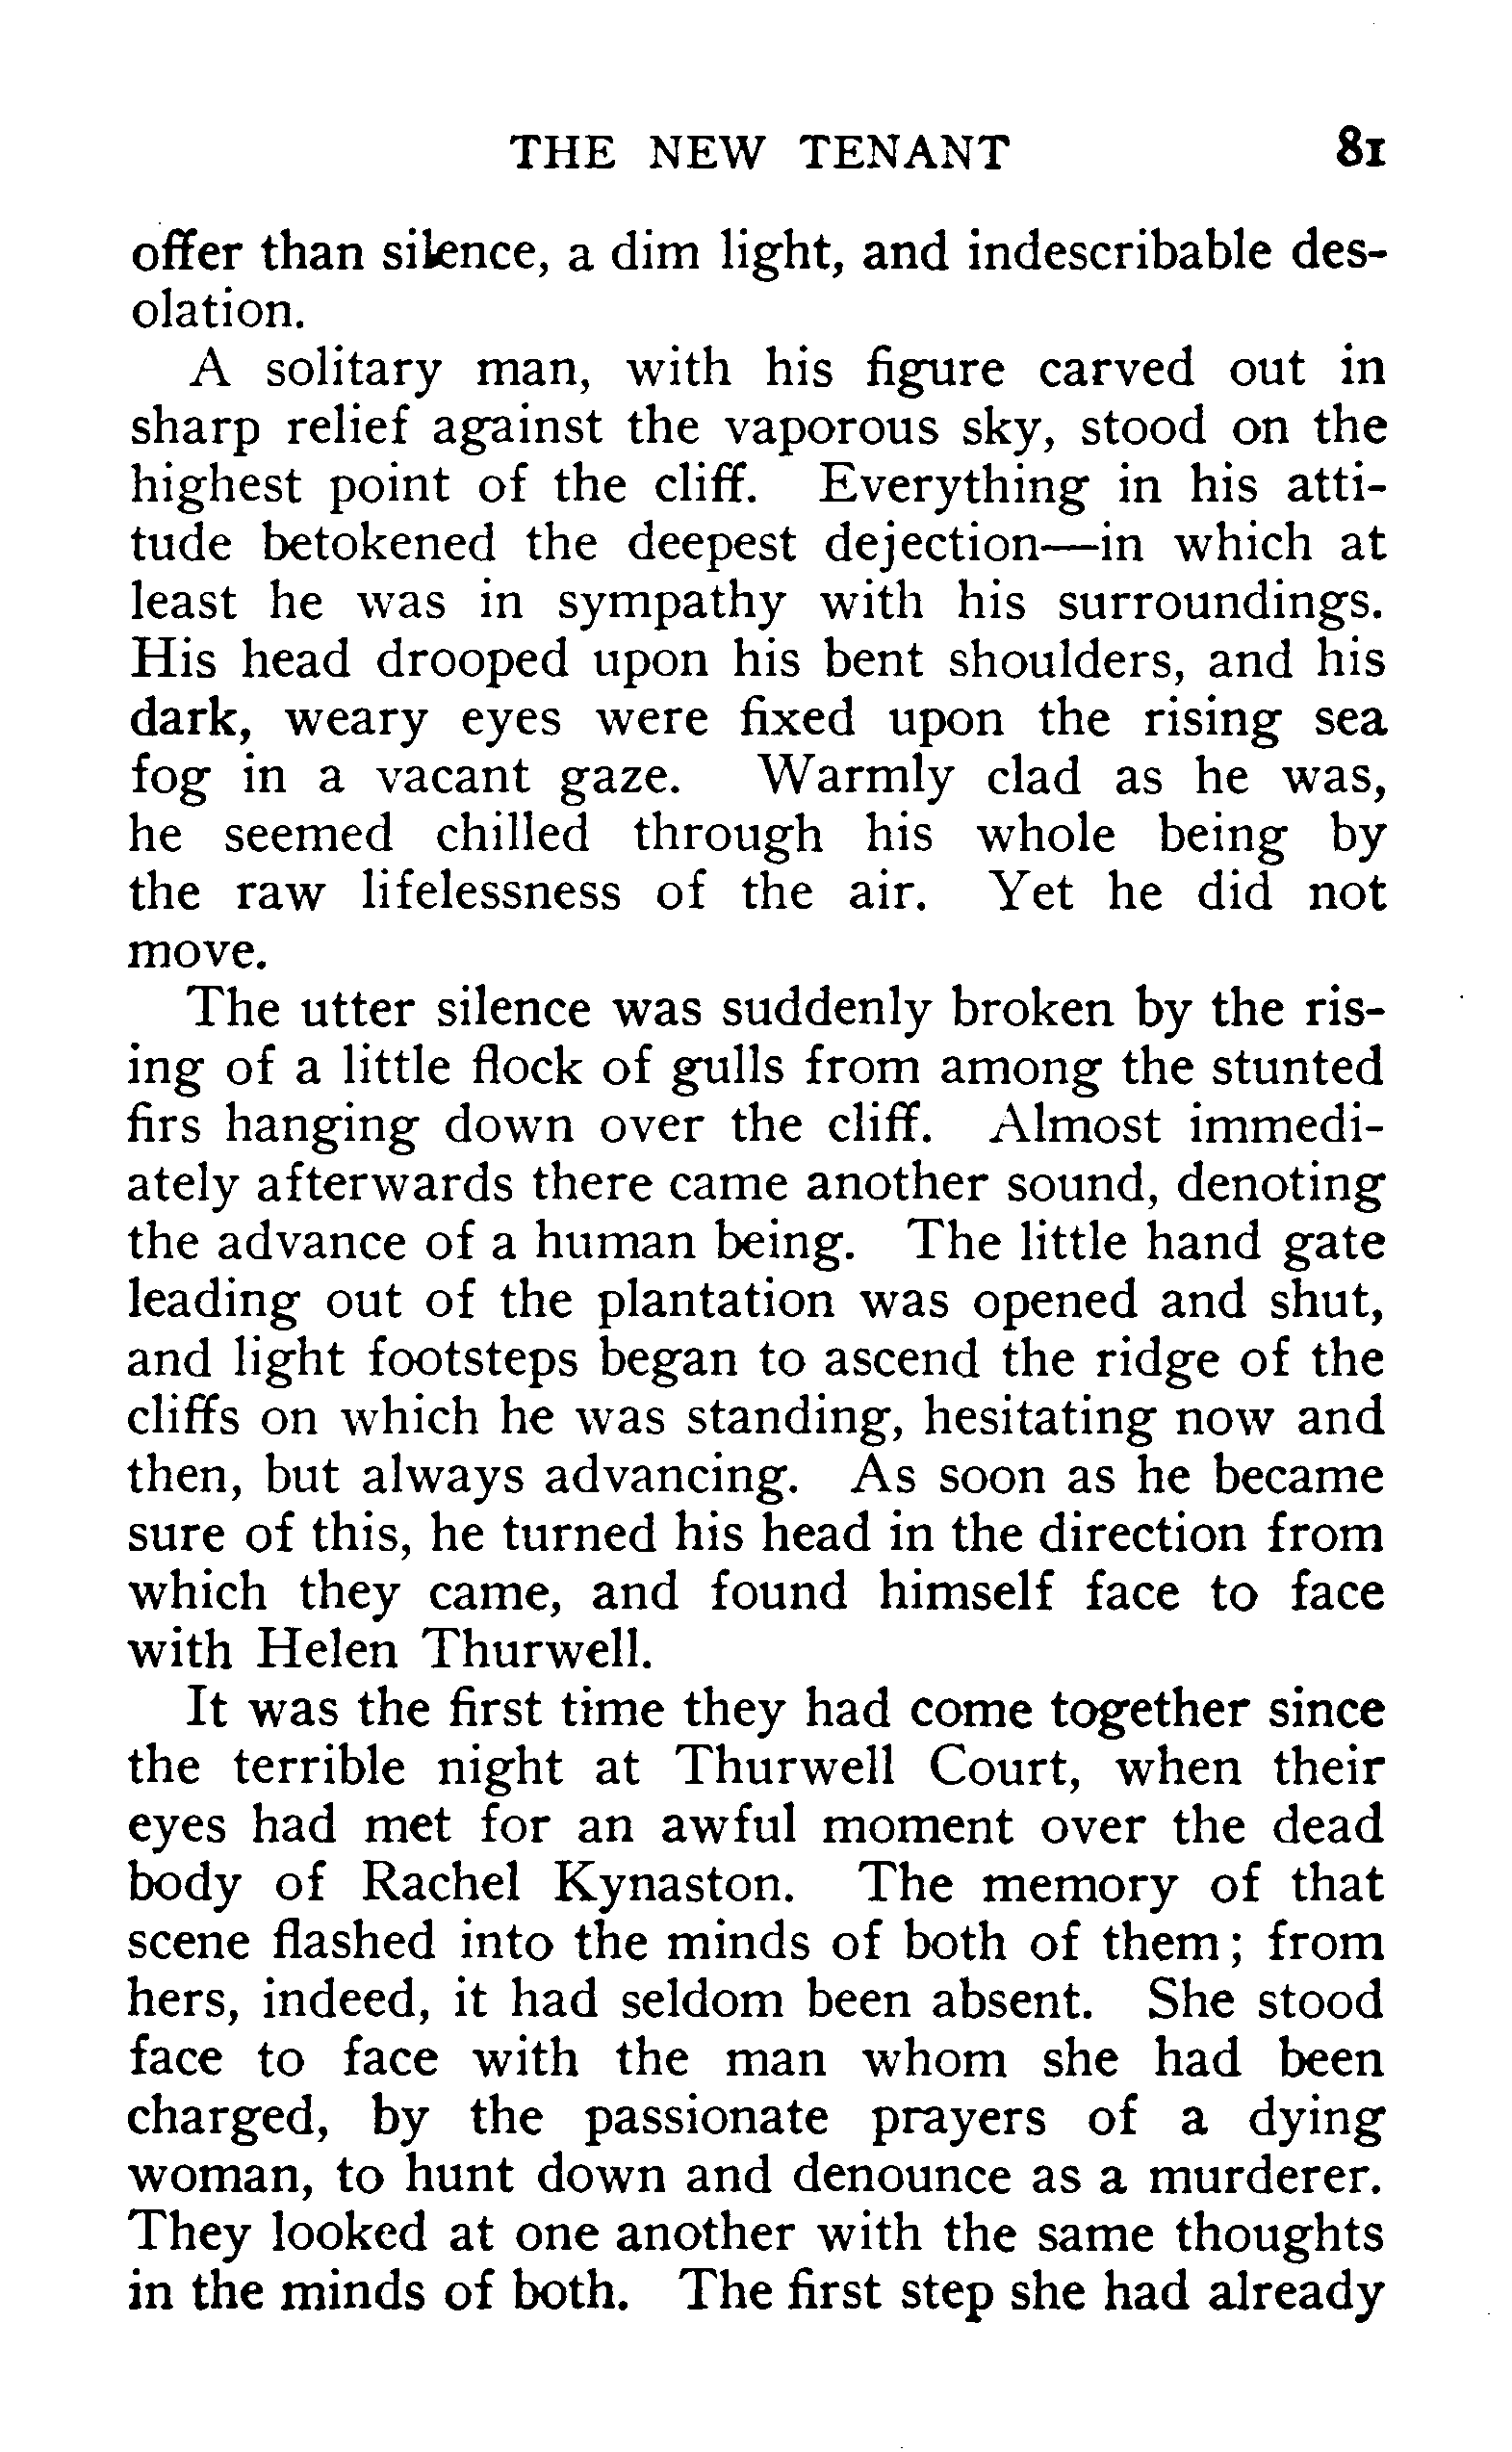 THE NEW TENANT 81
offer than silence, a dim light, and indescribable des-
olation.
A solitary man, with his figure carved out in
sharp relief against the vaporous sky, stood on the
highest point of the cliff. Everything in his atti-
tude betokened the deepest dejection—in which at
least he was in sympathy with his surroundings.
His head drooped upon his bent shoulders, and his
dark, weary eyes were fixed upon the rising sea
fog in a vacant gaze. Warmly clad as he was,
he seemed chilled through his whole being by
the raw lifelessness of the air. Yet he did not
move.
The utter silence was suddenly broken by the ris-
ing of a little flock of gulls from among the stunted
firs hanging down over the cliff. Almost immedi-
ately afterwards there came another sound, denoting
the advance of a human being. The little hand gate
leading out of the plantation was opened and shut,
and light footsteps began to ascend the ridge of the
cliffs on which he was standing, hesitating now and
then, but always advancing. As soon as he became
sure of this, he turned his head in the direction from
which they came, and found himself face to face
with Helen Thurwell.
It was the first time they had come together since
the terrible night at Thurwell Court, when their
eyes had met for an awful moment over the dead
body of Rachel Kynaston. The memory of that
scene flashed into the minds of both of them; from
hers, indeed, it had seldom been absent. She stood
face to face with the man whom she had been
charged, by the passionate prayers of a dying
woman, to hunt down and denounce as a murderer.
They looked at one another with the same thoughts
in the minds of both. The first step she had already